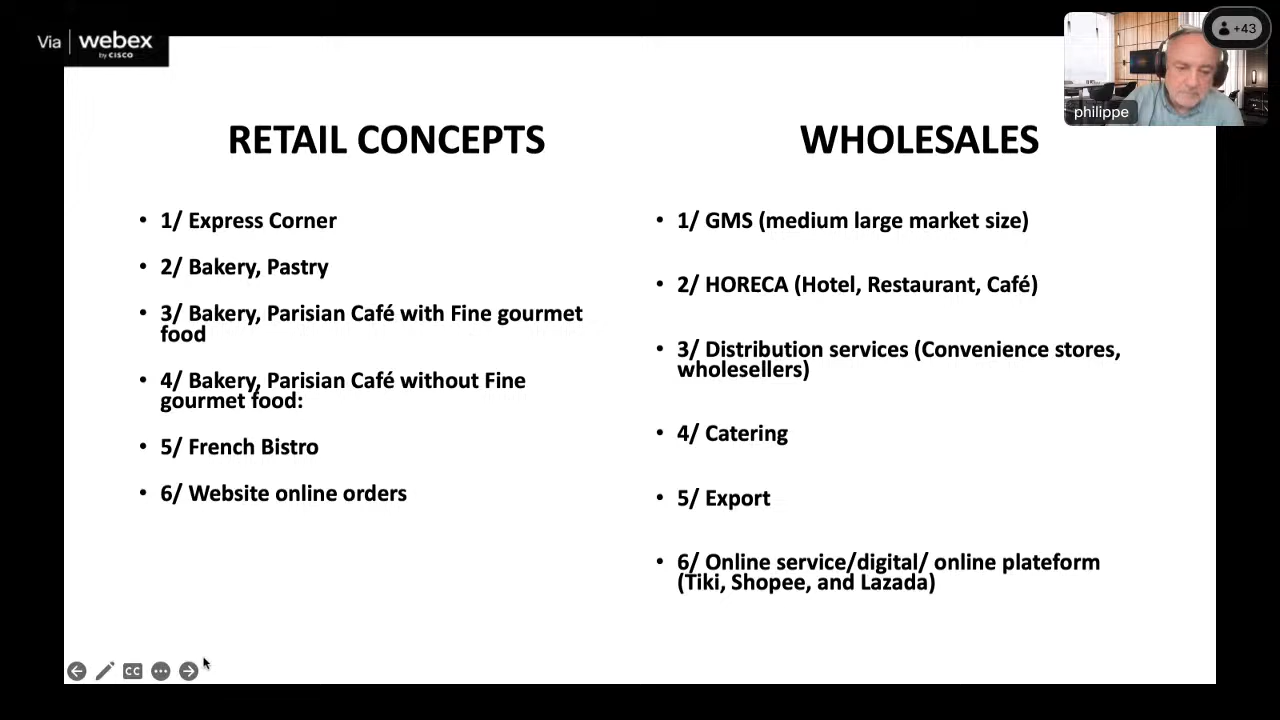 Via webex
by CISCO
+43
philippe
RETAIL CONCEPTS
• 1/ Express Corner
• 2/ Bakery, Pastry
• 3/ Bakery, Parisian Café with Fine gourmet
food
• 4/ Bakery, Parisian Café without Fine
gourmet food:
• 5/ French Bistro
• 6/ Website online orders
WHOLESALES
• 1/ GMS (medium large market size)
• 2/ HORECA (Hotel, Restaurant, Café)
• 3/ Distribution services (Convenience stores,
wholesellers)
• 4/ Catering
• 5/ Export
• 6/ Online service/digital/ online plateform
(Tiki, Shopee, and Lazada)
CC